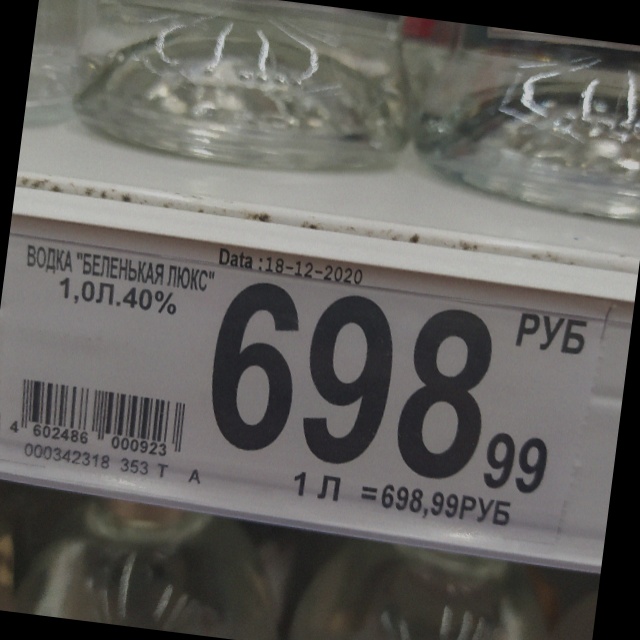 ВОДКА "БЕЛЕНЬКАЯ ЛЮКС"
1,0Л.40%
Data :18-12-2020
698 99
РУБ
4 602486 000923
000342318 353 Т А
1 Л =698,99РУБ